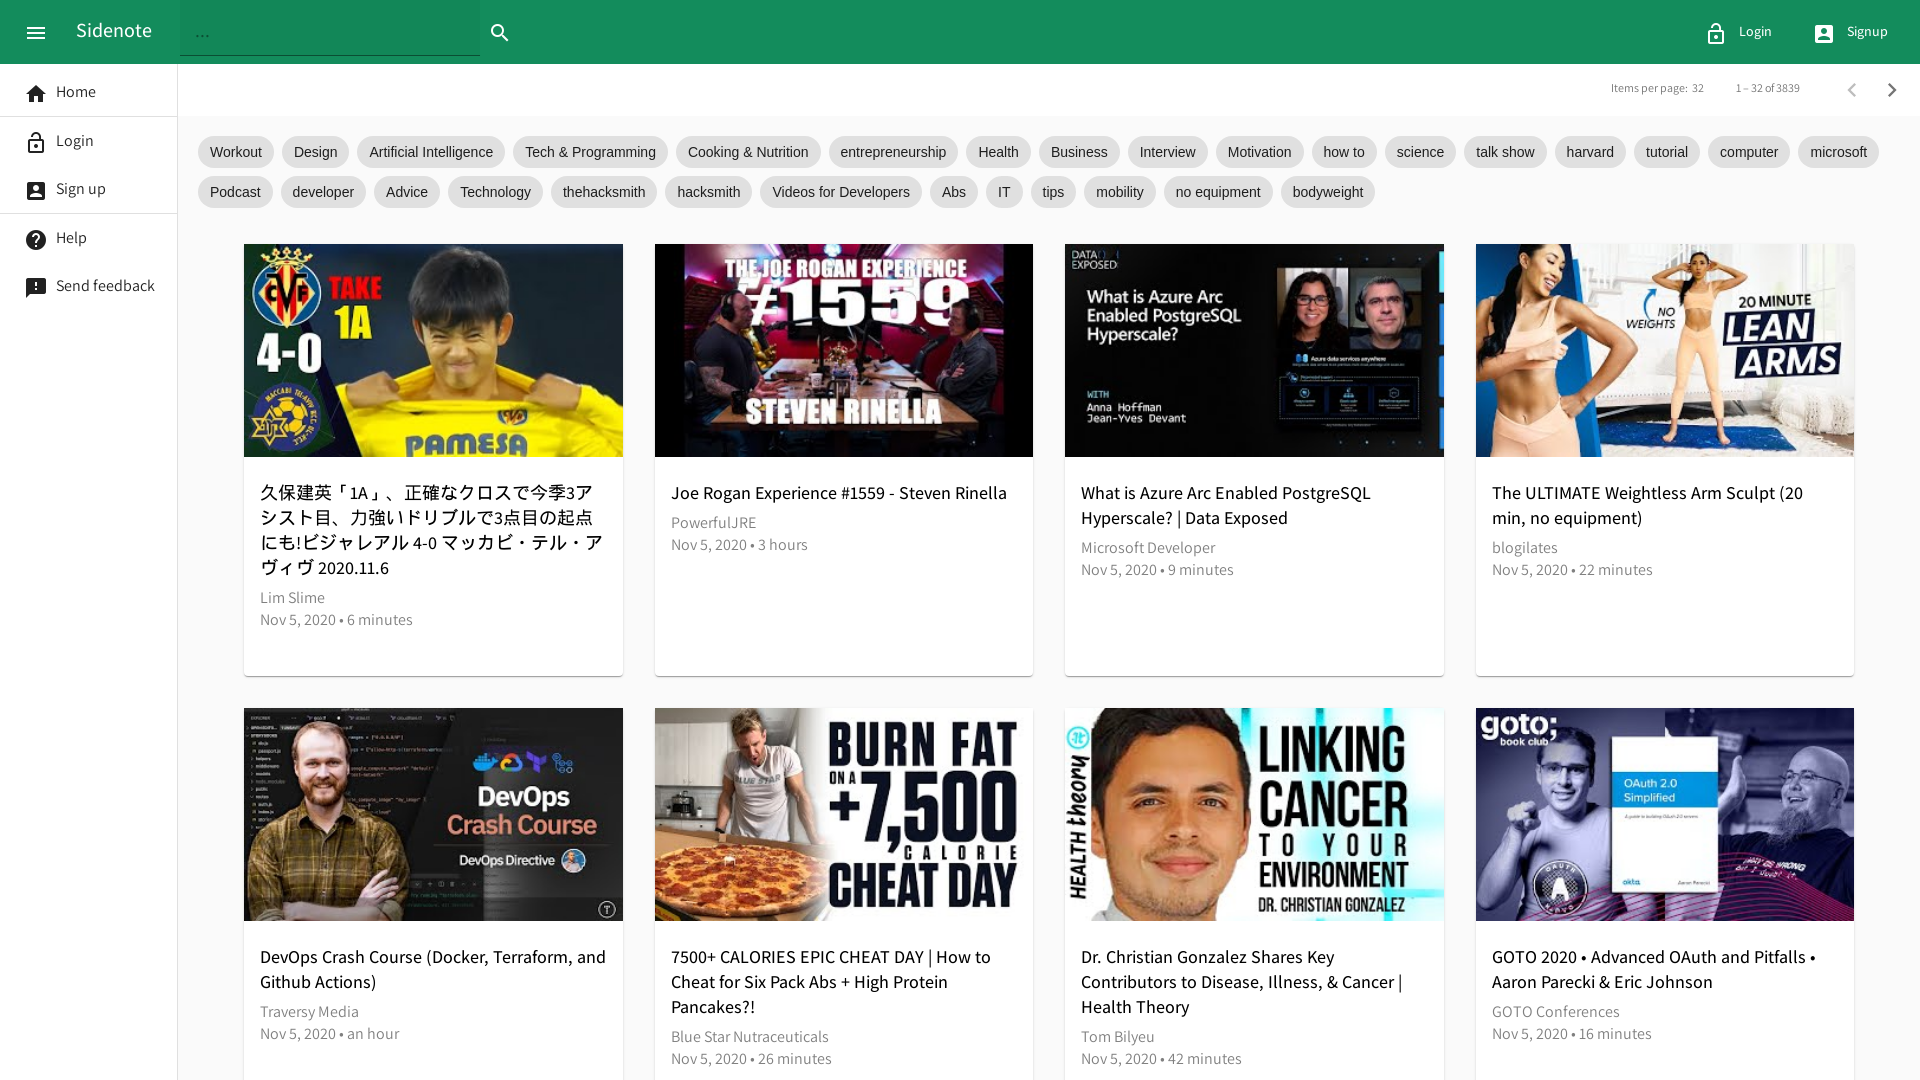 Sidenote
...
Login
Signup
Home
Login
Sign up
Help
Send feedback
Items per page: 32
1 – 32 of 3839
Workout
Design
Artificial Intelligence
Tech & Programming
Cooking & Nutrition
entrepreneurship
Health
Business
Interview
Motivation
how to
science
talk show
harvard
tutorial
computer
microsoft
Podcast
developer
Advice
Technology
thehacksmith
hacksmith
Videos for Developers
Abs
IT
tips
mobility
no equipment
bodyweight
TAKE
1A
4-0
PAMESA
久保建英「1A」、正確なクロスで今季3ア
シスト目、力強いドリブルで3点目の起点
にも!ビジャレアル 4-0 マッカビ・テル・ア
ヴィヴ 2020.11.6
Lim Slime
Nov 5, 2020 • 6 minutes
THE JOE ROGAN EXPERIENCE
#1559
STEVEN RINELLA
Joe Rogan Experience #1559 - Steven Rinella
PowerfulJRE
Nov 5, 2020 • 3 hours
DATA
EXPOSED
What is Azure Arc
Enabled PostgreSQL
Hyperscale?
Azure data services anywhere
WITH
Anna Hoffman
Jean-Yves Devant
What is Azure Arc Enabled PostgreSQL
Hyperscale? | Data Exposed
Microsoft Developer
Nov 5, 2020 • 9 minutes
NO
WEIGHTS
20 MINUTE
LEAN
ARMS
The ULTIMATE Weightless Arm Sculpt (20
min, no equipment)
blogilates
Nov 5, 2020 • 22 minutes
DevOps
Crash Course
DevOps Directive
DevOps Crash Course (Docker, Terraform, and
Github Actions)
Traversy Media
Nov 5, 2020 • an hour
BLUE STAR
BURN FAT
ON A
+7,500
CALORIE
CHEAT DAY
7500+ CALORIES EPIC CHEAT DAY | How to
Cheat for Six Pack Abs + High Protein
Pancakes?!
Blue Star Nutraceuticals
Nov 5, 2020 • 26 minutes
HEALTH theory
LINKING
CANCER
TO YOUR
ENVIRONMENT
DR. CHRISTIAN GONZALEZ
Dr. Christian Gonzalez Shares Key
Contributors to Disease, Illness, & Cancer |
Health Theory
Tom Bilyeu
Nov 5, 2020 • 42 minutes
goto;
book club
OAuth 2.0
Simplified
okta
Aaron Parecki
GOTO 2020 • Advanced OAuth and Pitfalls •
Aaron Parecki & Eric Johnson
GOTO Conferences
Nov 5, 2020 • 16 minutes